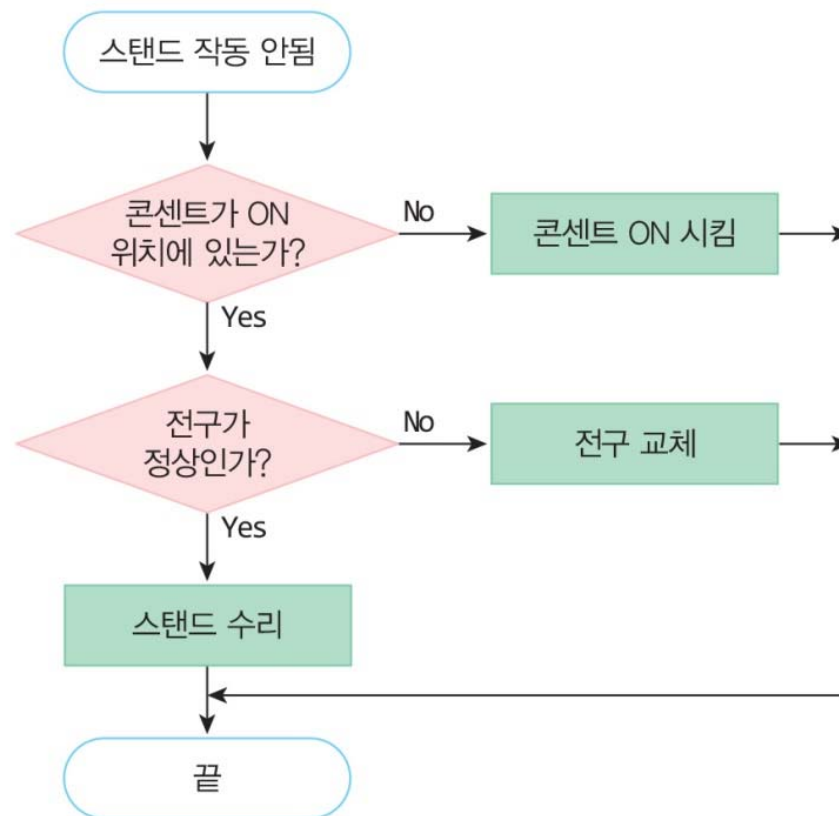 스탠드 작동 안됨
콘센트가 ON
위치에 있는가?
No
콘센트 ON 시킴
Yes
전구가
정상인가?
No
전구 교체
Yes
스탠드 수리
끝